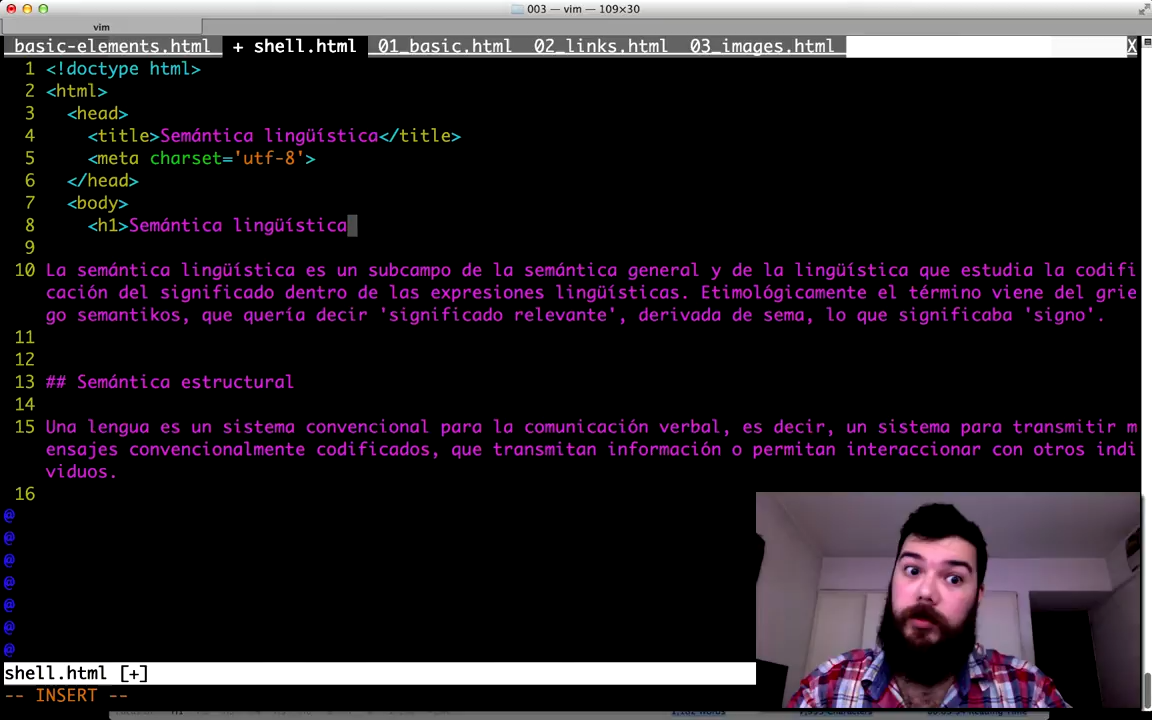 003 — vim — 109×30
vim
basic-elements.html + shell.html 01_basic.html 02_links.html 03_images.html X
1 <!doctype html>
2 <html>
3 <head>
4 <title>Semántica lingüística</title>
5 <meta charset='utf-8'>
6 </head>
7 <body>
8 <h1>Semántica lingüística
9
10 La semántica lingüística es un subcampo de la semántica general y de la lingüística que estudia la codifi
cación del significado dentro de las expresiones lingüísticas. Etimológicamente el término viene del grie
go semantikos, que quería decir 'significado relevante', derivada de sema, lo que significaba 'signo'.
11
12
13 ## Semántica estructural
14
15 Una lengua es un sistema convencional para la comunicación verbal, es decir, un sistema para transmitir m
ensajes convencionalmente codificados, que transmitan información o permitan interaccionar con otros indi
viduos.
16
@
@
@
@
@
@
@
shell.html [+]
-- INSERT --